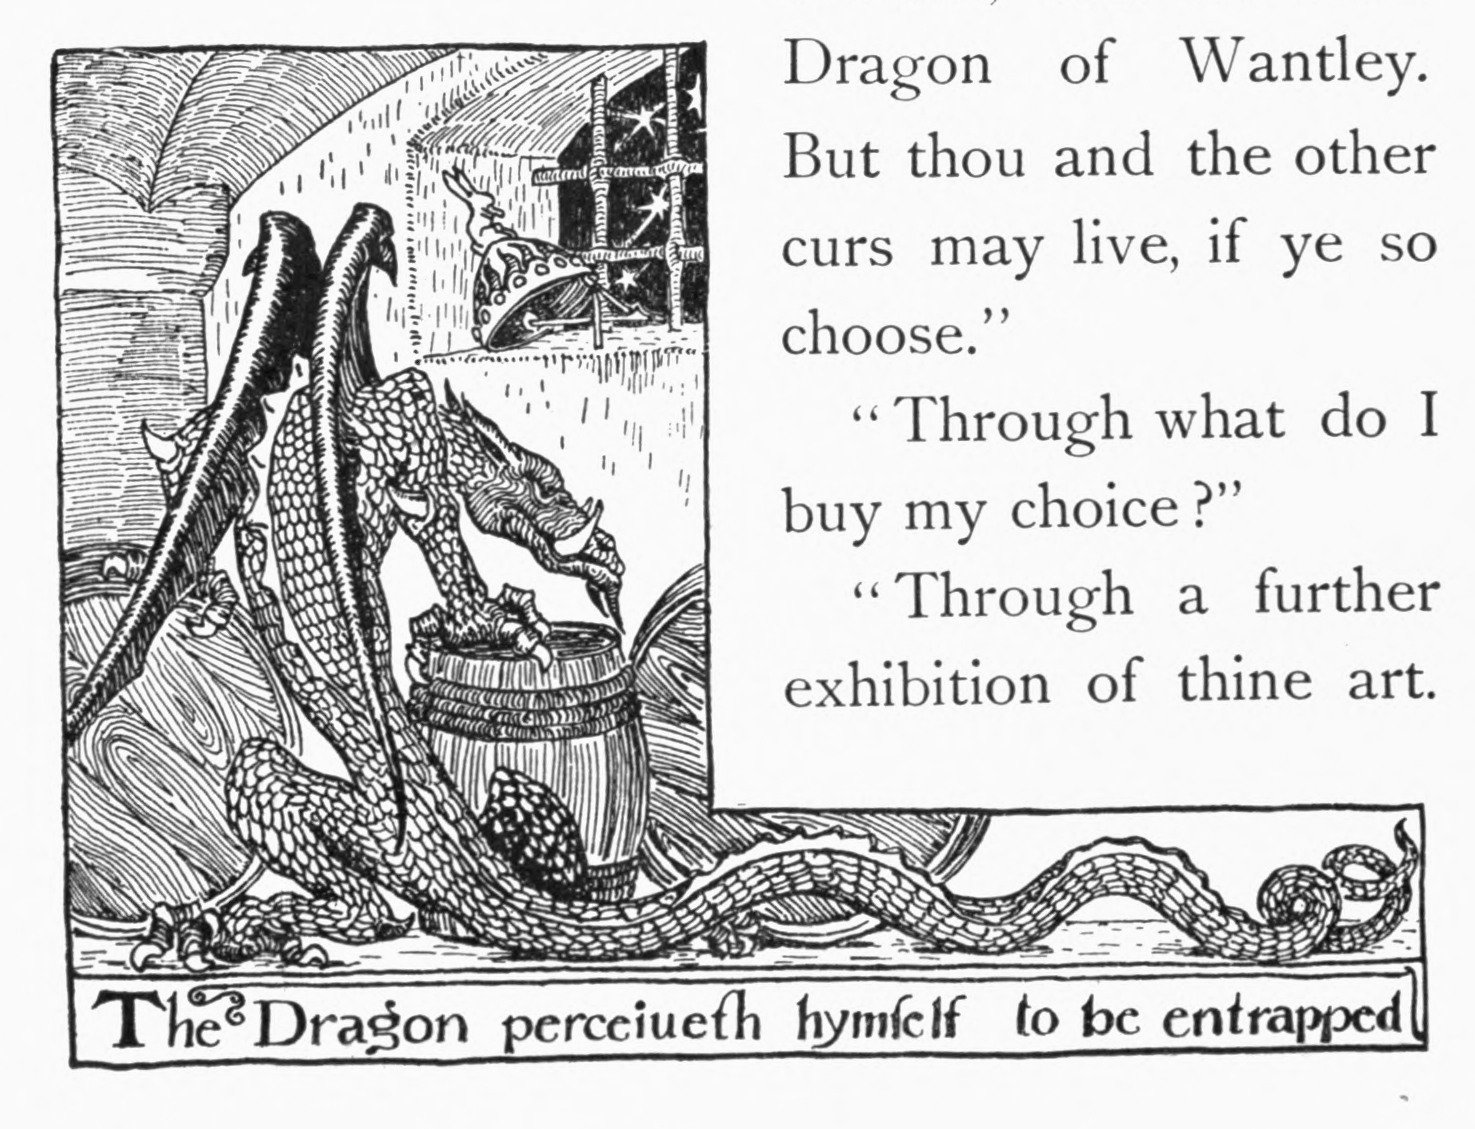 Dragon of Wantley.
But thou and the other
curs may live, if ye so
choose.”
“Through what do I
buy my choice?”
“Through a further
exhibition of thine art.
The Dragon perceiueth hymſelf to be entrapped